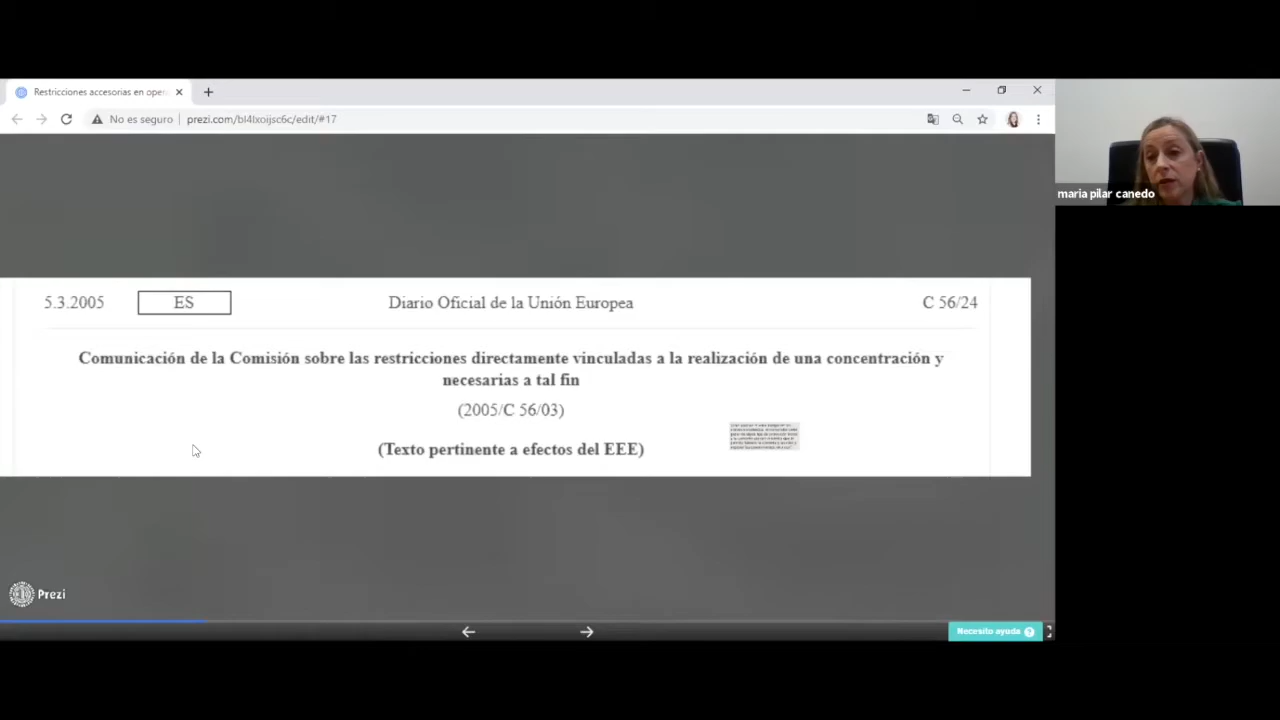 Restricciones accesorias en oper
No es seguro
prezi.com/bl4lxoijsc6c/edit/#17
maria pilar canedo
5.3.2005
ES
Diario Oficial de la Unión Europea
C 56/24
Comunicación de la Comisión sobre las restricciones directamente vinculadas a la realización de una concentración y
necesarias a tal fin
(2005/C 56/03)
(Texto pertinente a efectos del EEE)
Prezi
Necesito ayuda